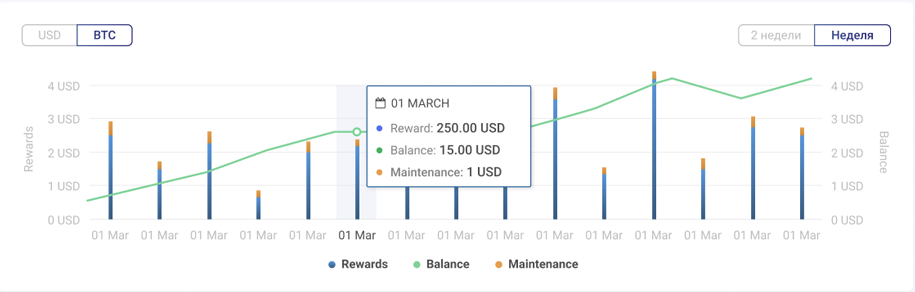 USD BTC
2 недели Неделя
4 USD
3 USD
2 USD
1 USD
0 USD
Rewards
01 MARCH
Reward: 250.00 USD
Balance: 15.00 USD
Maintenance: 1 USD
4 USD
3 USD
2 USD
1 USD
0 USD
Balance
01 Mar 01 Mar 01 Mar 01 Mar 01 Mar 01 Mar 01 Mar 01 Mar 01 Mar 01 Mar 01 Mar 01 Mar 01 Mar 01 Mar 01 Mar
Rewards Balance Maintenance